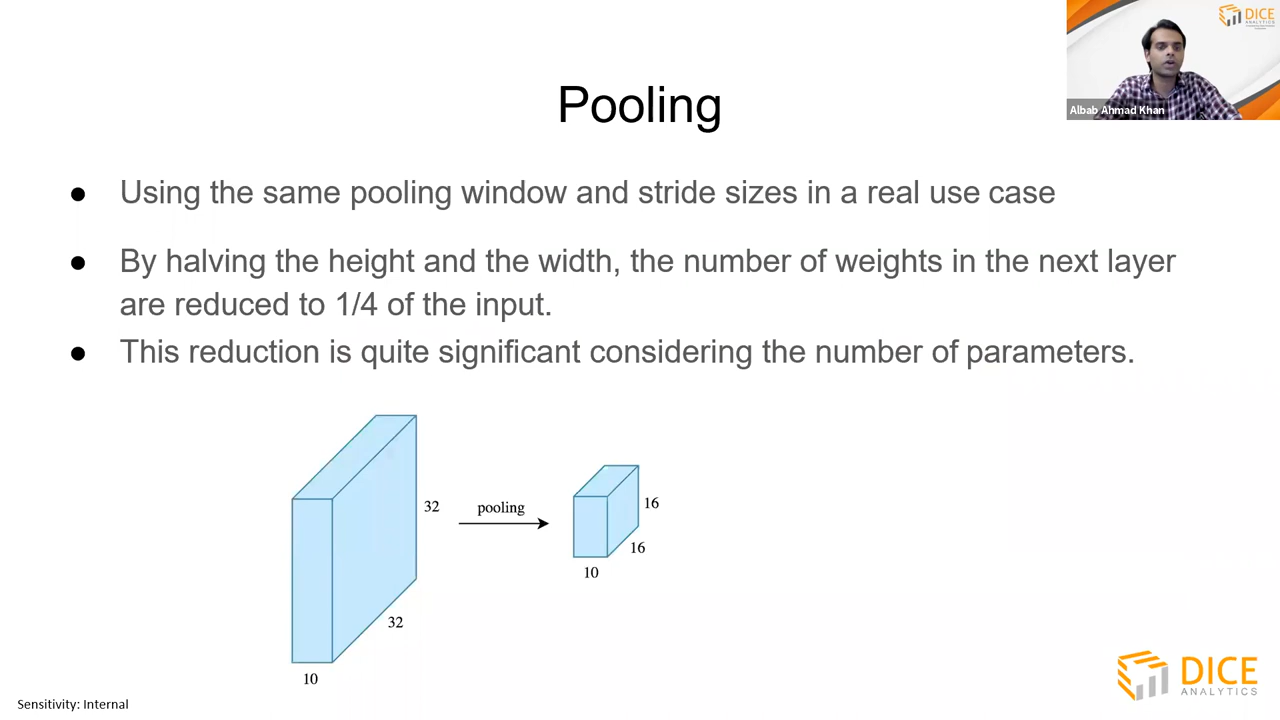 DICE
ANALYTICS
Albab Ahmad Khan
Pooling
● Using the same pooling window and stride sizes in a real use case
● By halving the height and the width, the number of weights in the next layer
are reduced to 1/4 of the input.
● This reduction is quite significant considering the number of parameters.
32
pooling
16
16
10
32
10
DICE
ANALYTICS
Sensitivity: Internal